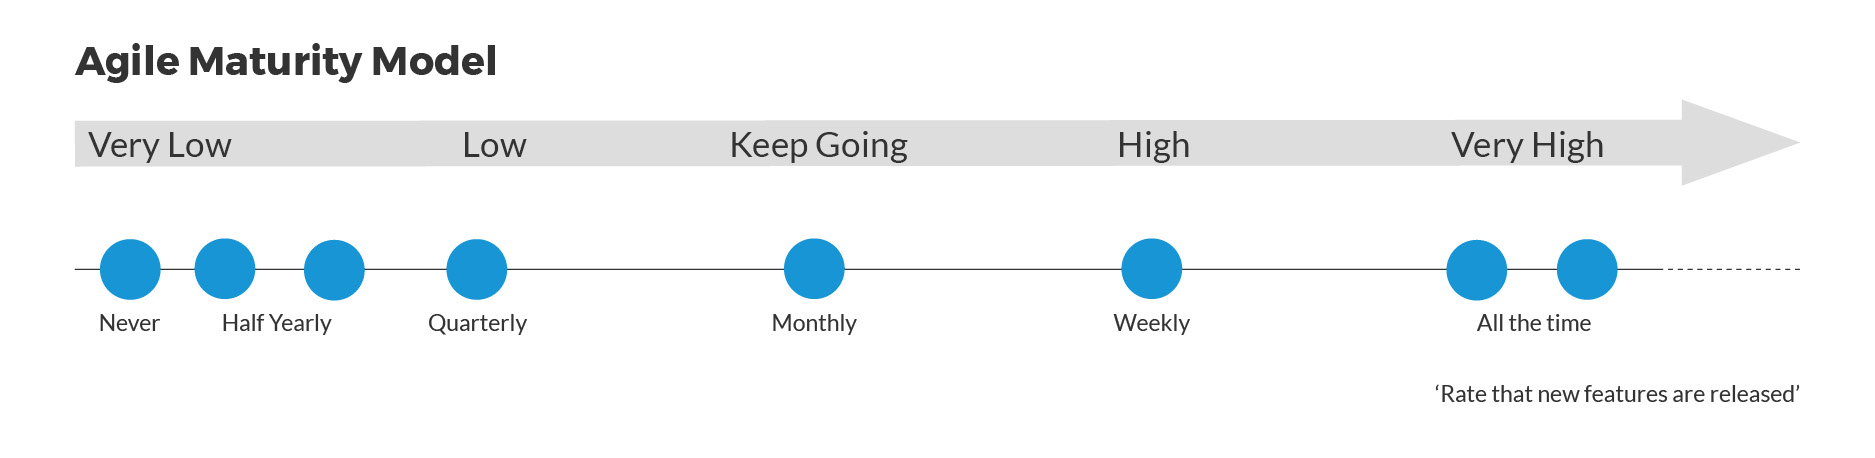 Agile Maturity Model
Very Low Low Keep Going High Very High
Never Half Yearly Quarterly Monthly Weekly All the time
‘Rate that new features are released’